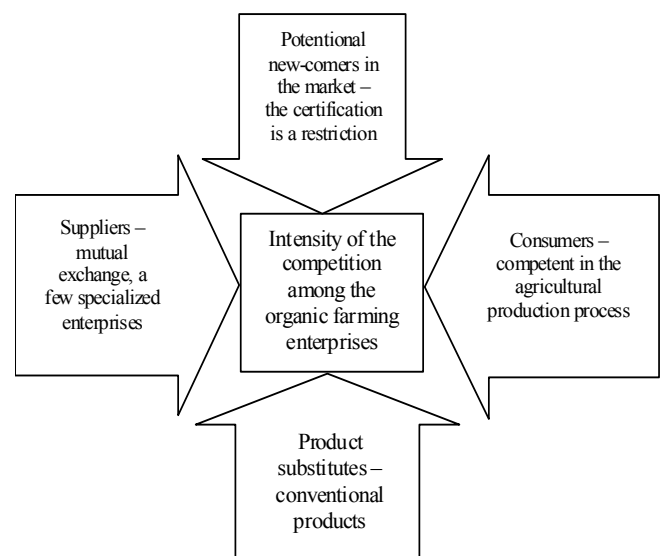 Potentional
new-comers in
the market –
the certification
is a restriction
Suppliers –
mutual
exchange, a
few specialized
enterprises
Intensity of the
competition
among the
organic farming
enterprises
Consumers –
competent in the
agricultural
production process
Product
substitutes –
conventional
products